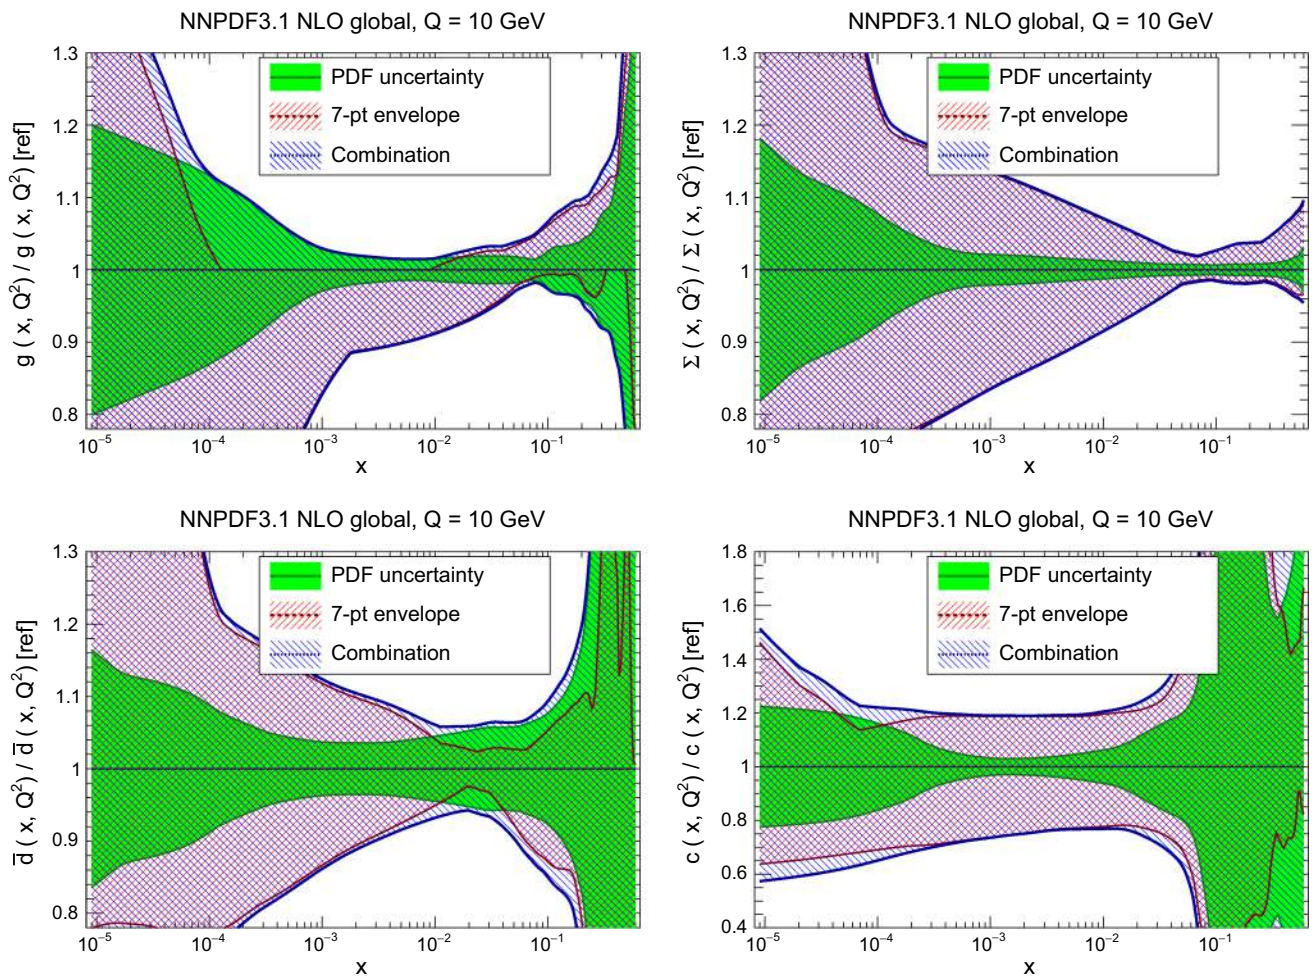 NNPDF3.1 NLO global, Q = 10 GeV
g ( x, Q²) / g ( x, Q²) [ref]
1.3
1.2
1.1
1
0.9
0.8
PDF uncertainty
7-pt envelope
Combination
10⁻⁵ 10⁻⁴ 10⁻³ 10⁻² 10⁻¹
x
NNPDF3.1 NLO global, Q = 10 GeV
Σ ( x, Q²) / Σ ( x, Q²) [ref]
1.3
1.2
1.1
1
0.9
0.8
PDF uncertainty
7-pt envelope
Combination
10⁻⁵ 10⁻⁴ 10⁻³ 10⁻² 10⁻¹
x
NNPDF3.1 NLO global, Q = 10 GeV
d̅ ( x, Q²) / d̅ ( x, Q²) [ref]
1.3
1.2
1.1
1
0.9
0.8
PDF uncertainty
7-pt envelope
Combination
10⁻⁵ 10⁻⁴ 10⁻³ 10⁻² 10⁻¹
x
NNPDF3.1 NLO global, Q = 10 GeV
c ( x, Q²) / c ( x, Q²) [ref]
1.8
1.6
1.4
1.2
1
0.8
0.6
0.4
PDF uncertainty
7-pt envelope
Combination
10⁻⁵ 10⁻⁴ 10⁻³ 10⁻² 10⁻¹
x